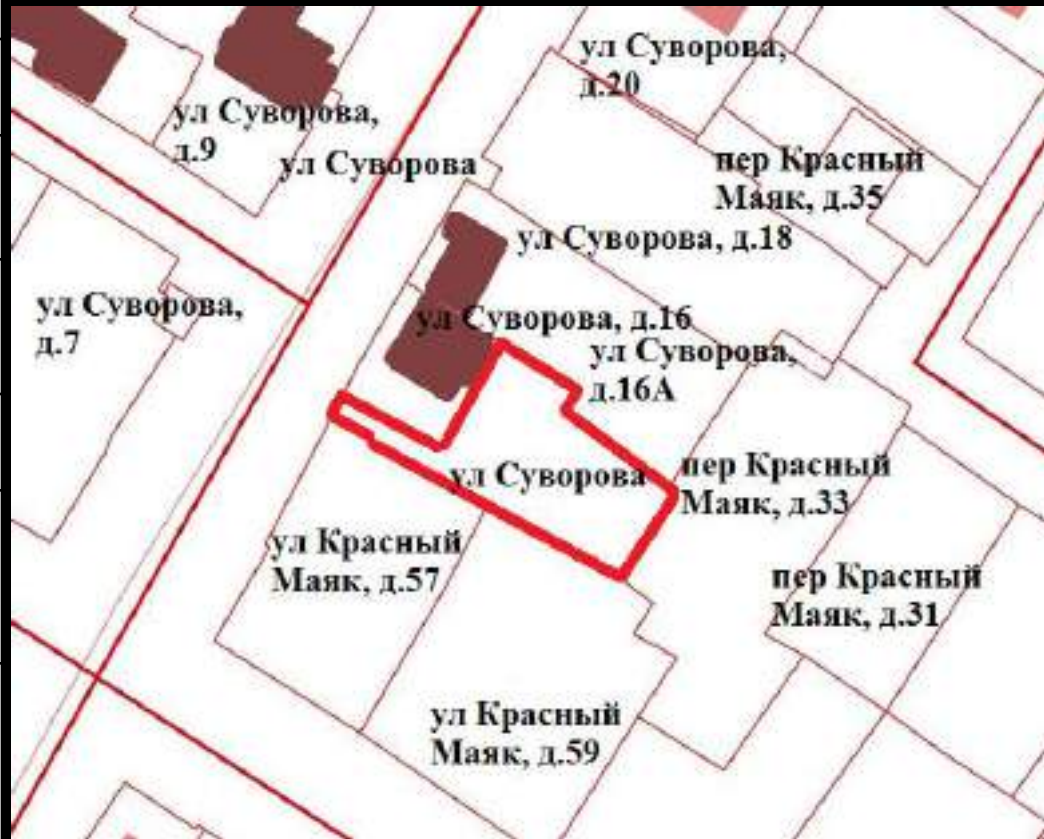 ул Суворова,
д.20
ул Суворова,
д.9
ул Суворова
пер Красный
Маяк, д.35
ул Суворова, д.18
ул Суворова,
д.7
ул Суворова, д.16
ул Суворова,
д.16А
ул Суворова
пер Красный
Маяк, д.33
ул Красный
Маяк, д.57
пер Красный
Маяк, д.31
ул Красный
Маяк, д.59